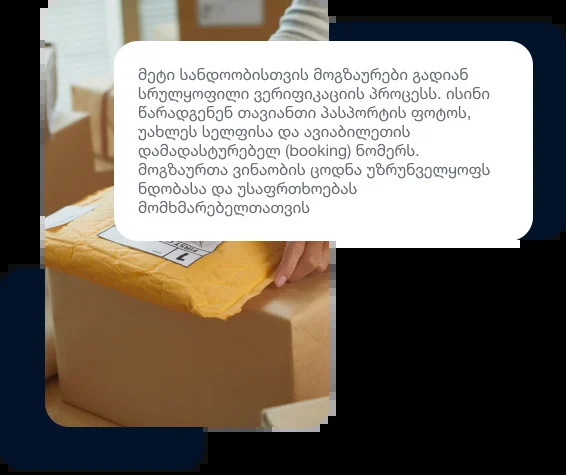 მეტი სანდოობისთვის მოგზაურები გადიან
სრულყოფილი ვერიფიკაციის პროცესს. ისინი
წარადგენენ თავიანთი პასპორტის ფოტოს,
უახლეს სელფისა და ავიაბილეთის
დამადასტურებელ (booking) ნომერს.
მოგზაურთა ვინაობის ცოდნა უზრუნველყოფს
ნდობასა და უსაფრთხოებას
მომხმარებელთათვის